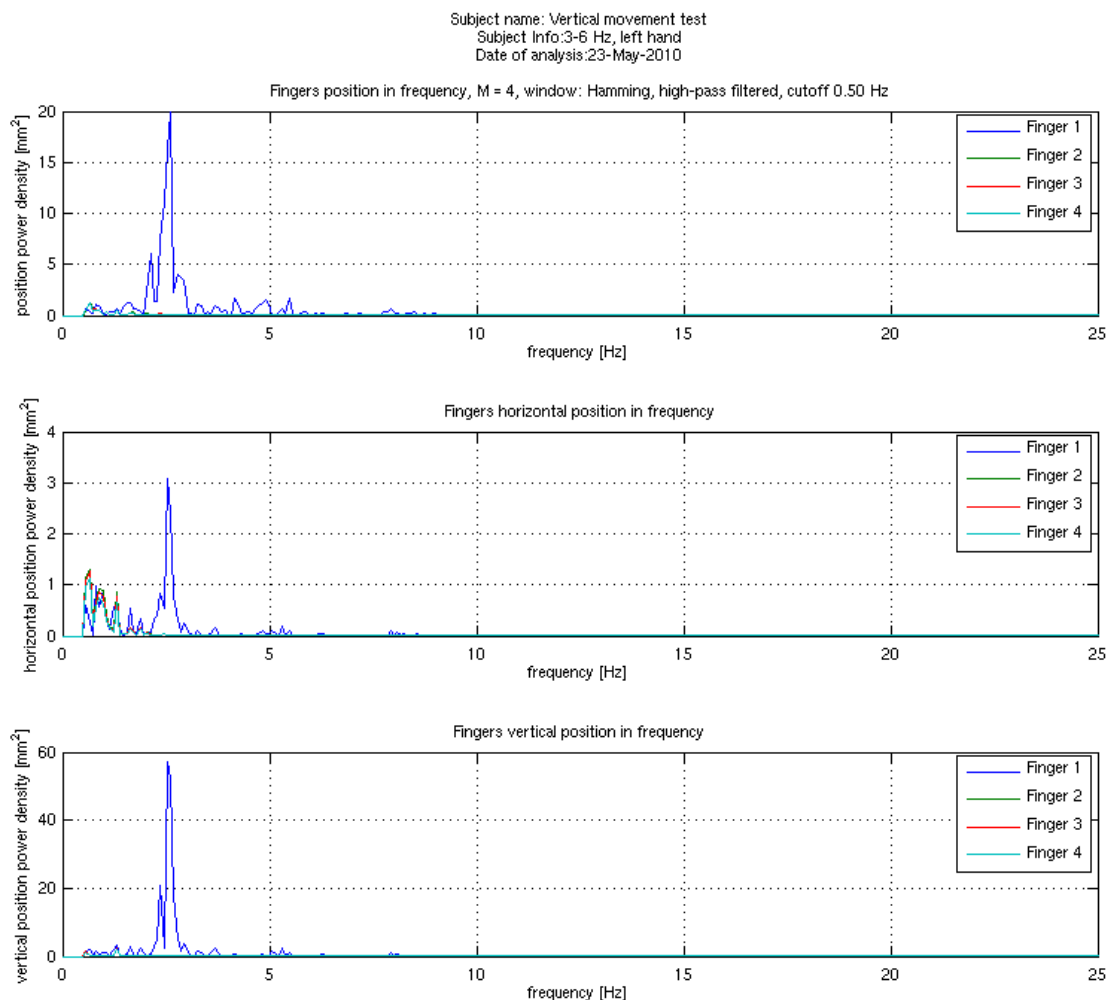 Subject name: Vertical movement test
Subject Info:3-6 Hz, left hand
Date of analysis:23-May-2010
Fingers position in frequency, M = 4, window: Hamming, high-pass filtered, cutoff 0.50 Hz
position power density [mm²]
20
15
10
5
0
0 5 10 15 20 25
frequency [Hz]
Finger 1
Finger 2
Finger 3
Finger 4
Fingers horizontal position in frequency
horizontal position power density [mm²]
4
3
2
1
0
0 5 10 15 20 25
frequency [Hz]
Finger 1
Finger 2
Finger 3
Finger 4
Fingers vertical position in frequency
vertical position power density [mm²]
60
40
20
0
0 5 10 15 20 25
frequency [Hz]
Finger 1
Finger 2
Finger 3
Finger 4